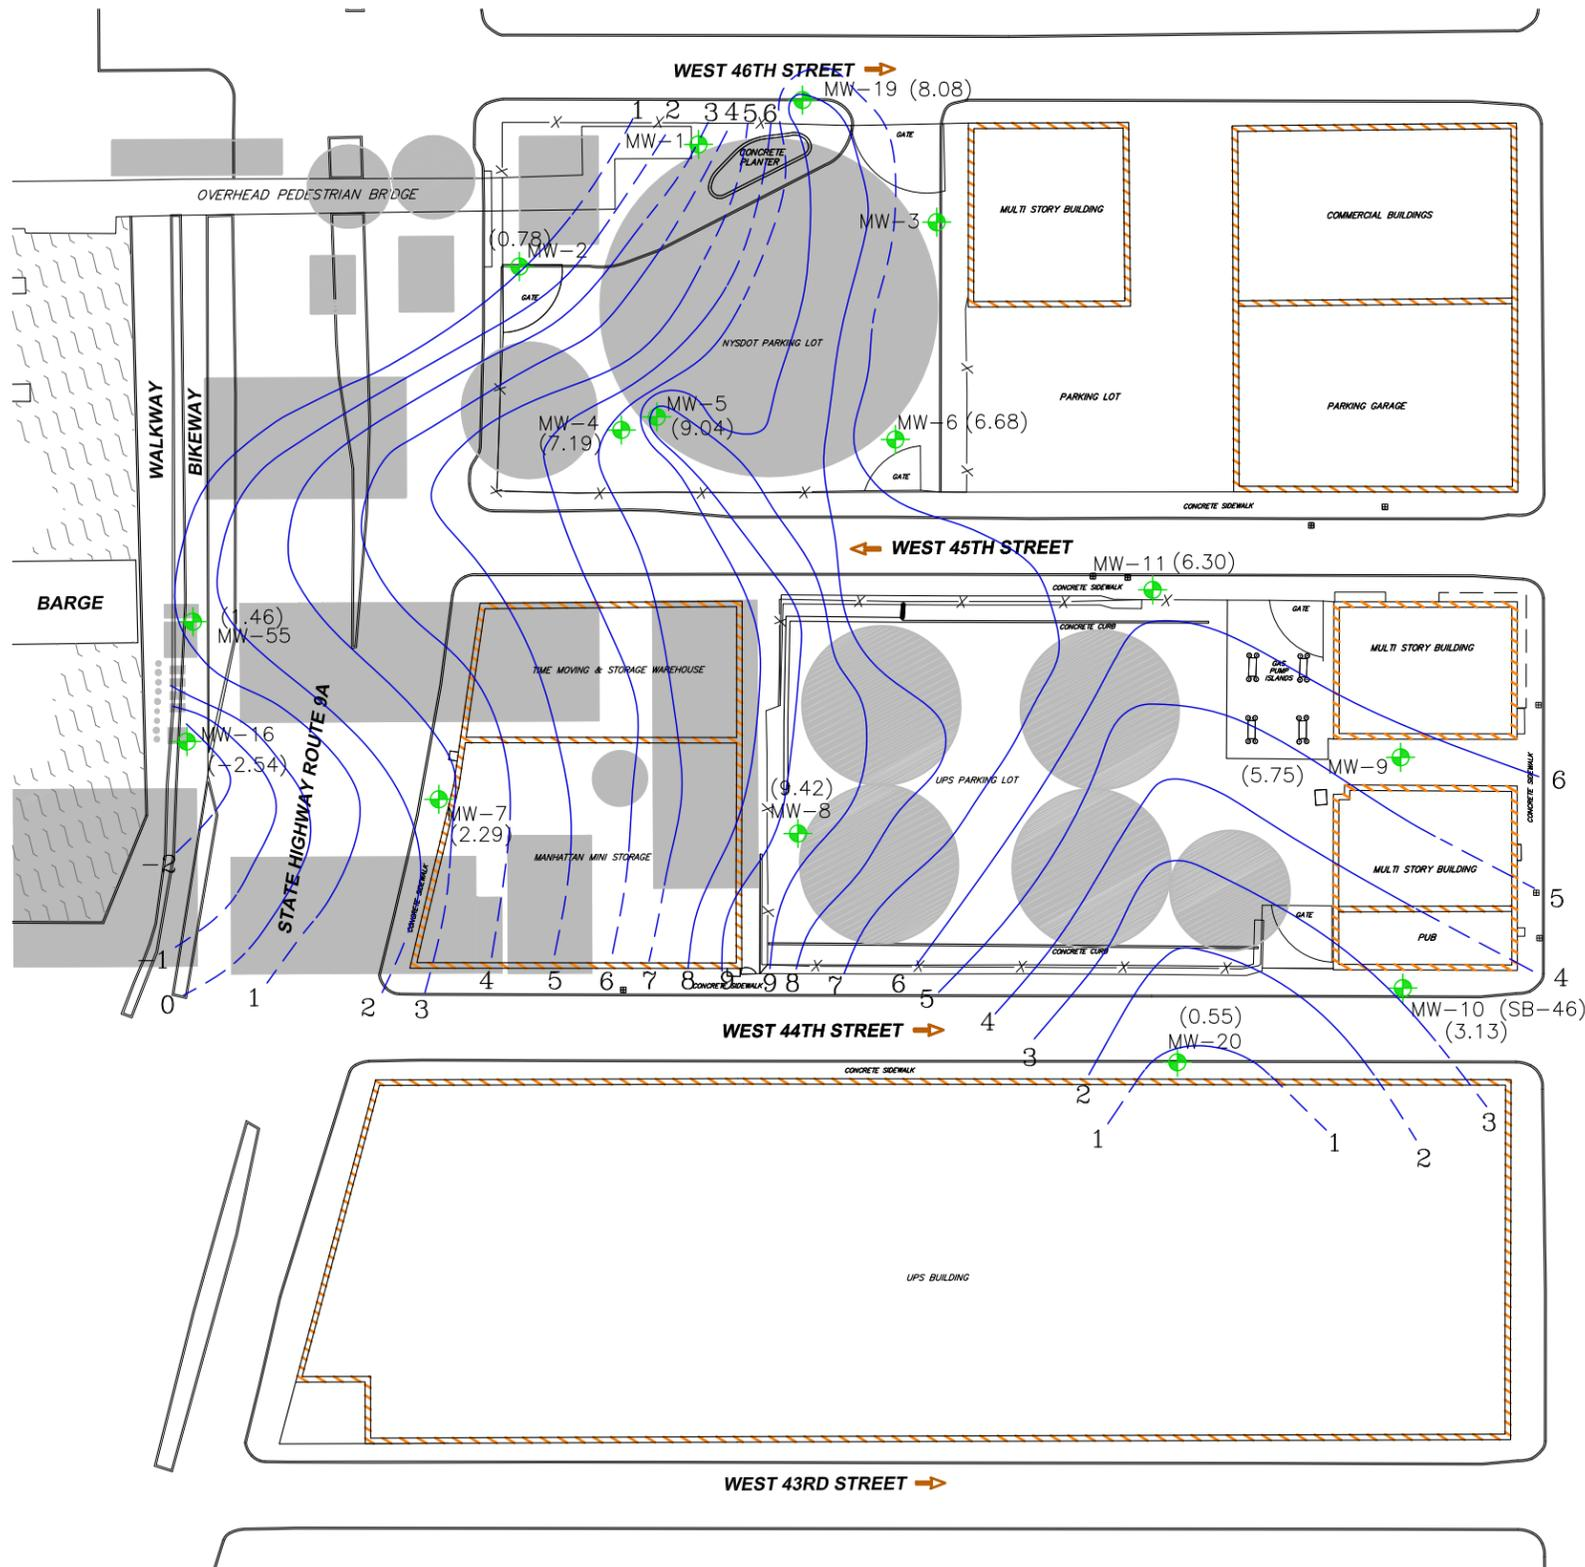 WEST 46TH STREET
MW-19 (8.08)
1 2 3 4 5 6
MW-1
GATE
CONCRETE
PLANTER
OVERHEAD PEDESTRIAN BRIDGE
MULTI STORY BUILDING
COMMERCIAL BUILDINGS
MW-3
(0.78)
MW-2
GATE
NYSDOT PARKING LOT
WALKWAY
BIKEWAY
PARKING LOT
PARKING GARAGE
MW-5
(9.04)
MW-4
(7.19)
MW-6 (6.68)
GATE
CONCRETE SIDEWALK
WEST 45TH STREET
MW-11 (6.30)
CONCRETE SIDEWALK
BARGE
(1.46)
MW-55
GATE
CONCRETE CURB
MULTI STORY BUILDING
TIME MOVING & STORAGE WAREHOUSE
GAS
PUMP
ISLANDS
STATE HIGHWAY ROUTE 9A
MW-16
(-2.54)
UPS PARKING LOT
(5.75)
MW-9
6
CONCRETE SIDEWALK
(9.42)
MW-8
MW-7
(2.29)
MANHATTAN MINI STORAGE
MULTI STORY BUILDING
-2
5
CONCRETE SIDEWALK
GATE
PUB
-1
CONCRETE CURB
4
0 1 2 3 4 5 6 7 8 9 9 8 7 6 5 4 3 2 1
CONCRETE SIDEWALK
MW-10 (SB-46)
(3.13)
(0.55)
MW-20
WEST 44TH STREET
CONCRETE SIDEWALK
1 2 3
UPS BUILDING
WEST 43RD STREET